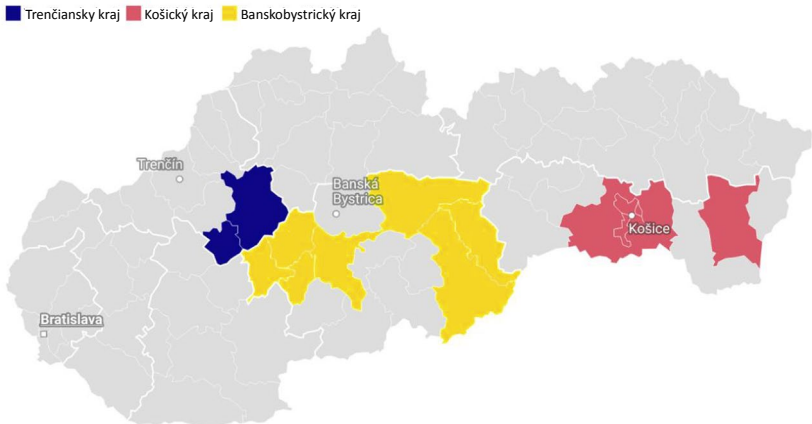 Trenčiansky kraj Košický kraj Banskobystrický kraj
Trenčín
Banská
Bystrica
Košice
Bratislava